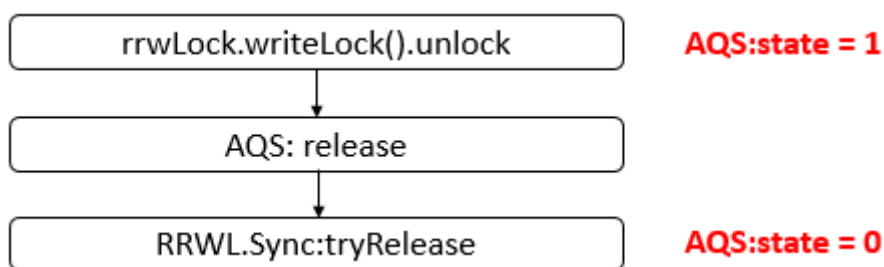 rrwLock.writeLock().unlock AQS:state = 1
AQS: release
RRWL.Sync:tryRelease AQS:state = 0